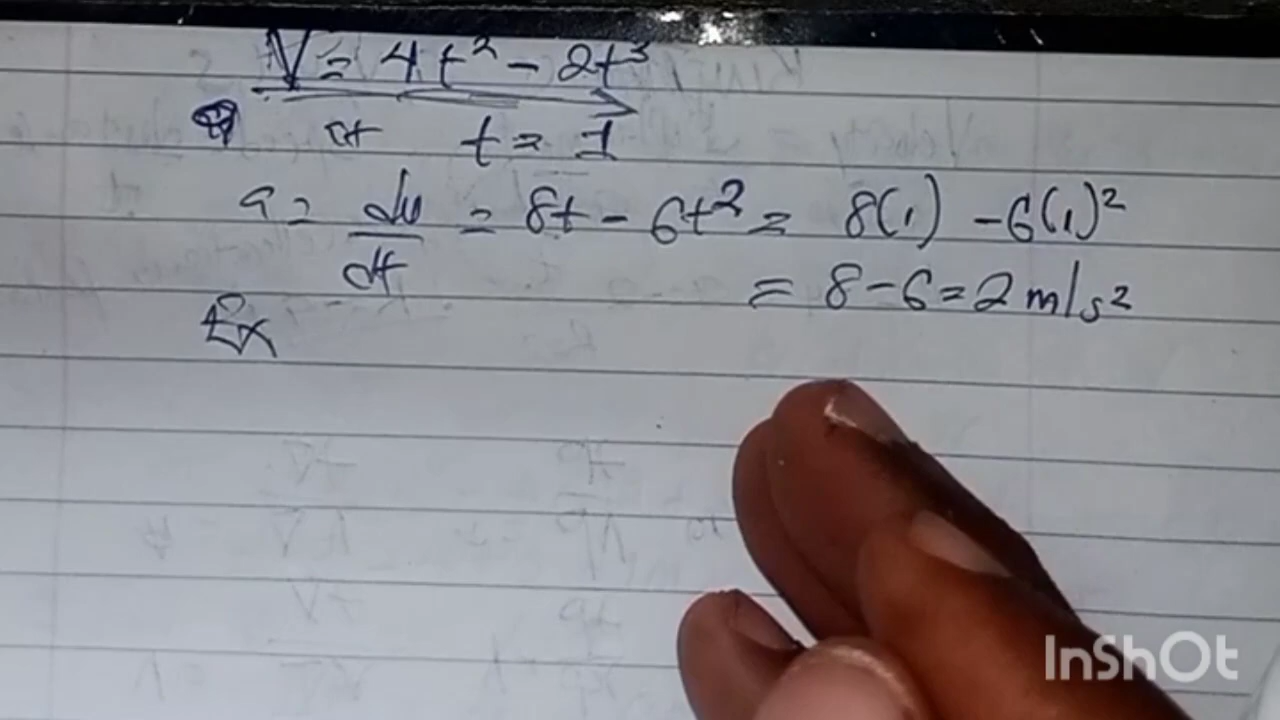 V = 4t² - 2t³
at t = 1
a = dv/dt = 8t - 6t² = 8(1) - 6(1)²
= 8 - 6 = 2 m/s²
Ex
InShOt